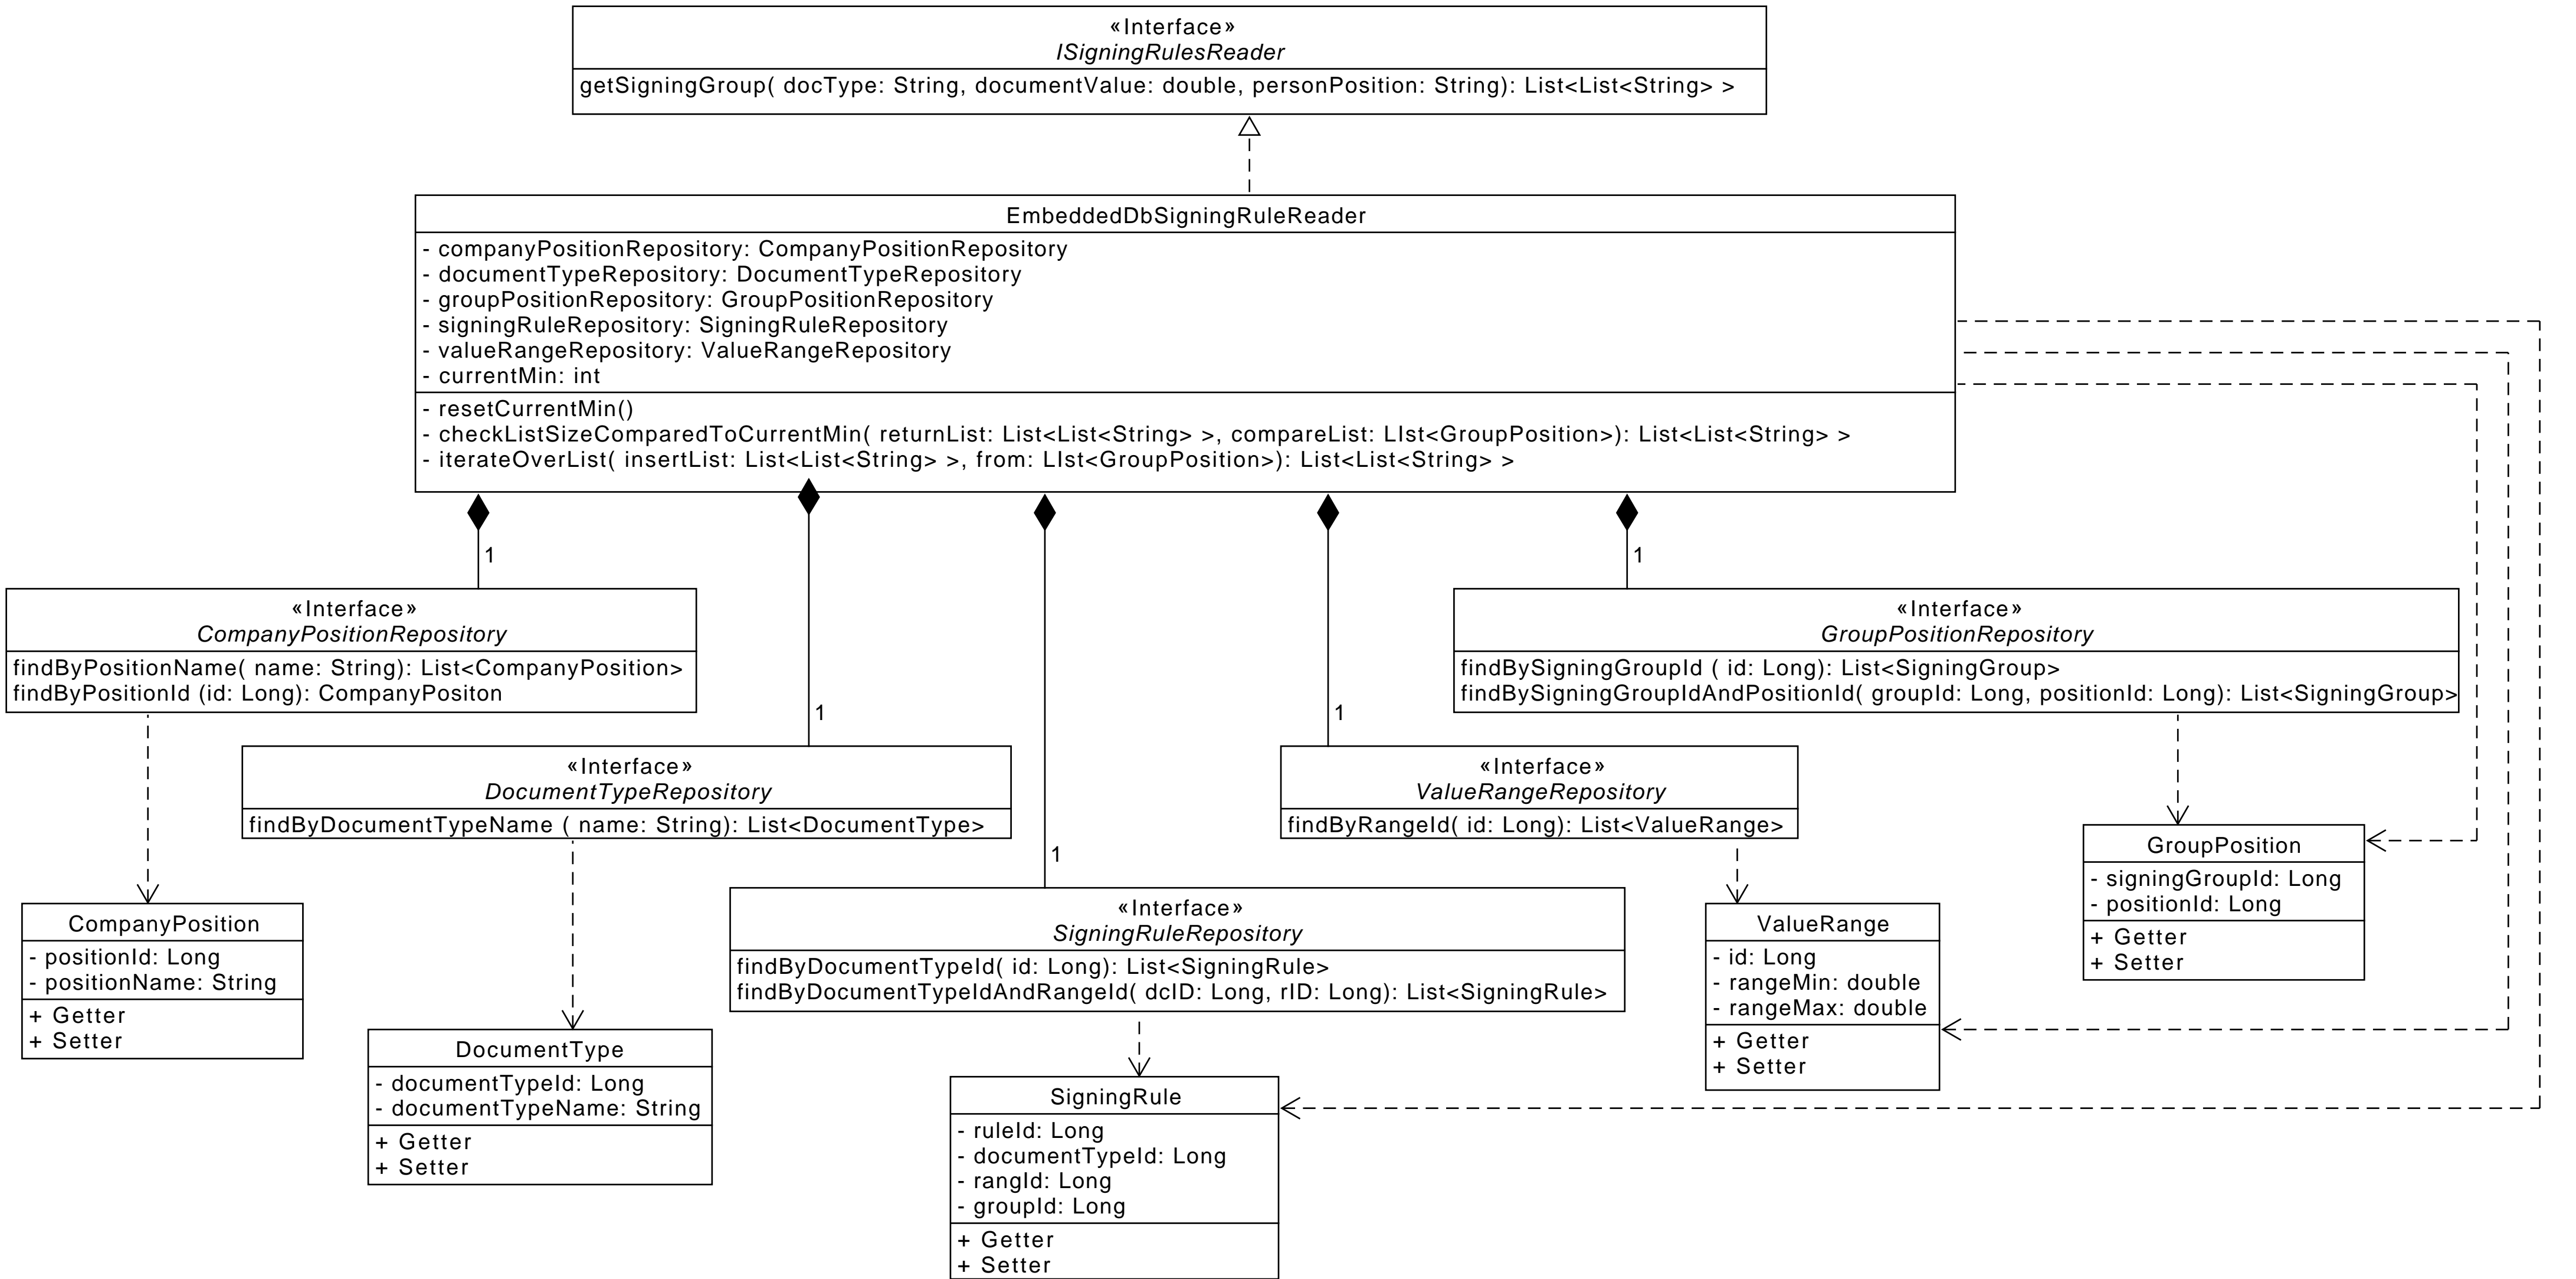 «Interface»
ISigningRulesReader
getSigningGroup( docType: String, documentValue: double, personPosition: String): List<List<String> >
EmbeddedDbSigningRuleReader
- companyPositionRepository: CompanyPositionRepository
- documentTypeRepository: DocumentTypeRepository
- groupPositionRepository: GroupPositionRepository
- signingRuleRepository: SigningRuleRepository
- valueRangeRepository: ValueRangeRepository
- currentMin: int
- resetCurrentMin()
- checkListSizeComparedToCurrentMin( returnList: List<List<String> >, compareList: LIst<GroupPosition>): List<List<String> >
- iterateOverList( insertList: List<List<String> >, from: LIst<GroupPosition>): List<List<String> >
1
1
1
1
1
«Interface»
CompanyPositionRepository
findByPositionName( name: String): List<CompanyPosition>
findByPositionId (id: Long): CompanyPositon
«Interface»
GroupPositionRepository
findBySigningGroupId ( id: Long): List<SigningGroup>
findBySigningGroupIdAndPositionId( groupId: Long, positionId: Long): List<SigningGroup>
«Interface»
DocumentTypeRepository
findByDocumentTypeName ( name: String): List<DocumentType>
«Interface»
ValueRangeRepository
findByRangeId( id: Long): List<ValueRange>
«Interface»
SigningRuleRepository
findByDocumentTypeId( id: Long): List<SigningRule>
findByDocumentTypeIdAndRangeId( dcID: Long, rID: Long): List<SigningRule>
CompanyPosition
- positionId: Long
- positionName: String
+ Getter
+ Setter
DocumentType
- documentTypeId: Long
- documentTypeName: String
+ Getter
+ Setter
SigningRule
- ruleId: Long
- documentTypeId: Long
- rangId: Long
- groupId: Long
+ Getter
+ Setter
ValueRange
- id: Long
- rangeMin: double
- rangeMax: double
+ Getter
+ Setter
GroupPosition
- signingGroupId: Long
- positionId: Long
+ Getter
+ Setter